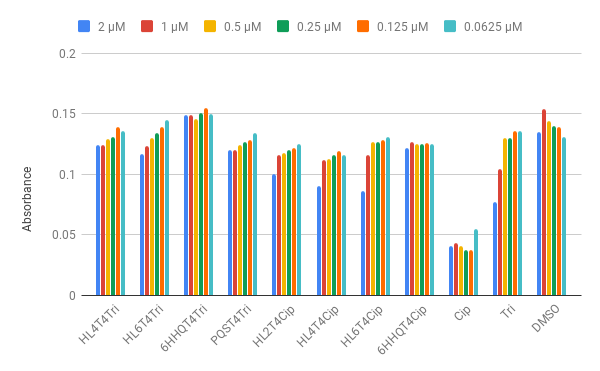 2 μM 1 μM 0.5 μM 0.25 μM 0.125 μM 0.0625 μM
0.2
0.15
0.1
0.05
0
Absorbance
HL4T4Tri HL6T4Tri 6HHQT4Tri PQST4Tri HL2T4Cip HL4T4Cip HL6T4Cip 6HHQT4Cip Cip Tri DMSO